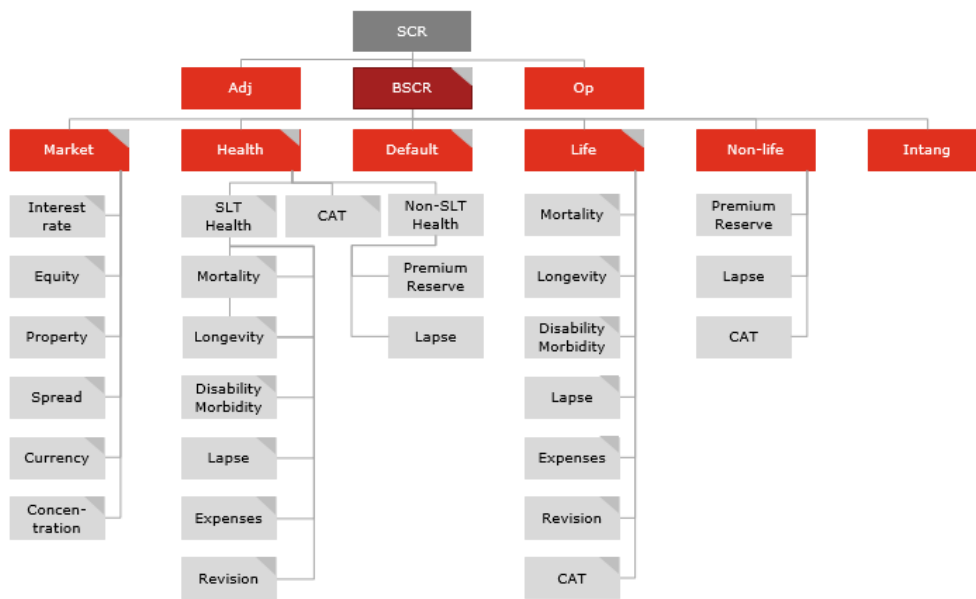 SCR
Adj
BSCR
Op
Market
Health
Default
Life
Non-life
Intang
Interest
rate
Equity
Property
Spread
Currency
Concen-
tration
SLT
Health
CAT
Non-SLT
Health
Mortality
Longevity
Disability
Morbidity
Lapse
Expenses
Revision
Premium
Reserve
Lapse
Mortality
Longevity
Disability
Morbidity
Lapse
Expenses
Revision
CAT
Premium
Reserve
Lapse
CAT